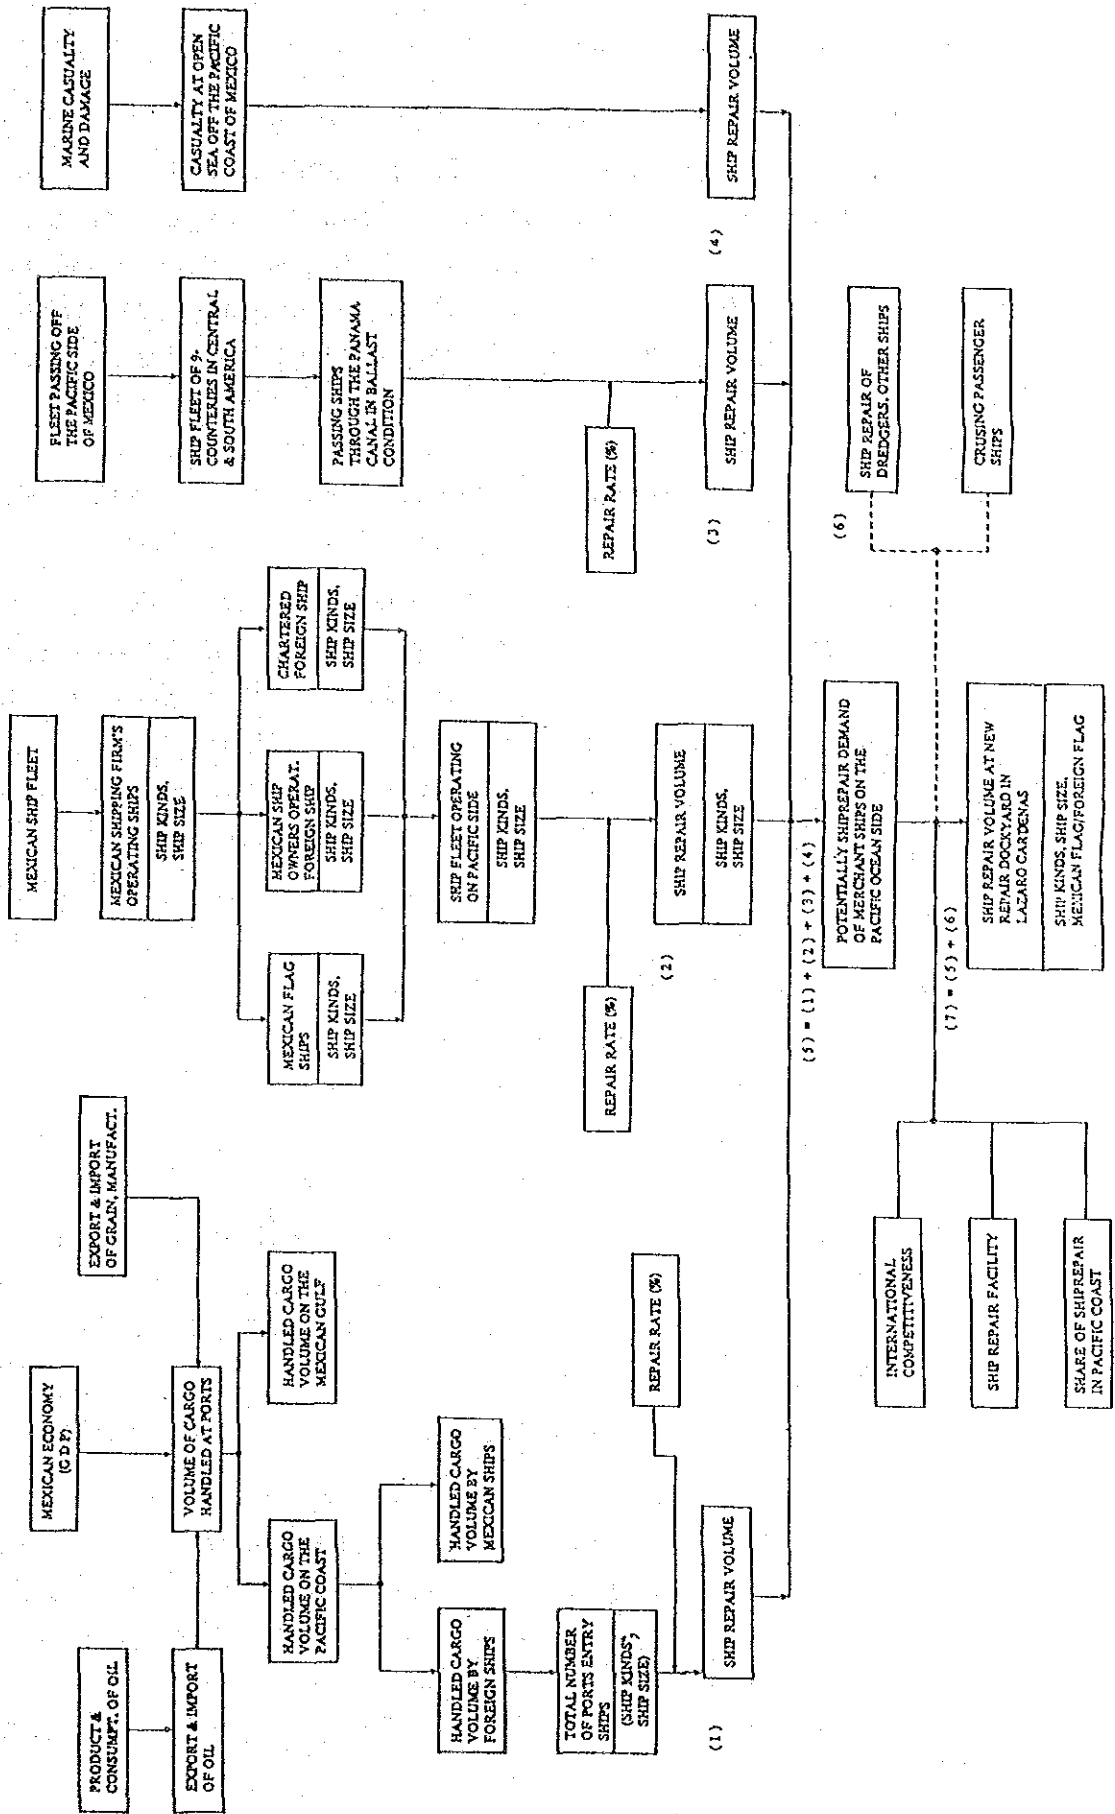 PRODUCT &
CONSUMPT. OF OIL
EXPORT & IMPORT
OF OIL
MEXICAN ECONOMY
(G D P)
VOLUME OF CARGO
HANDLED AT PORTS
EXPORT & IMPORT
OF GRAIN, MANUFACT.
HANDLED CARGO
VOLUME ON THE
PACIFIC COAST
HANDLED CARGO
VOLUME ON THE
MEXICAN GULF
HANDLED CARGO
VOLUME BY
FOREIGN SHIPS
HANDLED CARGO
VOLUME BY
MEXICAN SHIPS
TOTAL NUMBER
OF PORTS ENTRY
SHIPS
(SHIP KINDS",
SHIP SIZE)
REPAIR RATE (%)
(1)
SHIP REPAIR VOLUME
MEXICAN SHIP FLEET
MEXICAN SHIPPING FIRM'S
OPERATING SHIPS
SHIP KINDS,
SHIP SIZE
MEXICAN FLAG
SHIPS
SHIP KINDS,
SHIP SIZE
MEXICAN SHIP
OWNERS OPERAT.
FOREIGN SHIP
SHIP KINDS,
SHIP SIZE
CHARTERED
FOREIGN SHIP
SHIP KINDS,
SHIP SIZE
SHIP FLEET OPERATING
ON PACIFIC SIDE
SHIP KINDS,
SHIP SIZE
REPAIR RATE (%)
(2)
SHIP REPAIR VOLUME
SHIP KINDS,
SHIP SIZE
FLEET PASSING OFF
THE PACIFIC SIDE
OF MEXICO
SHIP FLEET OF 9-
COUNTERIES IN CENTRAL
& SOUTH AMERICA
PASSING SHIPS
THROUGH THE PANAMA
CANAL IN BALLAST
CONDITION
REPAIR RATE (%)
(3)
SHIP REPAIR VOLUME
MARINE CASUALTY
AND DAMAGE
CASUALTY AT OPEN
SEA OFF THE PACIFIC
COAST OF MEXICO
(4)
SHIP REPAIR VOLUME
(5) = (1) + (2) + (3) + (4)
POTENTIALLY SHIPREPAIR DEMAND
OF MERCHANT SHIPS ON THE
PACIFIC OCEAN SIDE
INTERNATIONAL
COMPETITIVENESS
SHIP REPAIR FACILITY
SHARE OF SHIPREPAIR
IN PACIFIC COAST
(6)
SHIP REPAIR OF
DREDGERS, OTHER SHIPS
CRUSING PASSENGER
SHIPS
(7) = (5) + (6)
SHIP REPAIR VOLUME AT NEW
REPAIR DOCKYARD IN
LAZARO CARDENAS
SHIP KINDS, SHIP SIZE,
MEXICAN FLAG/FOREIGN FLAG